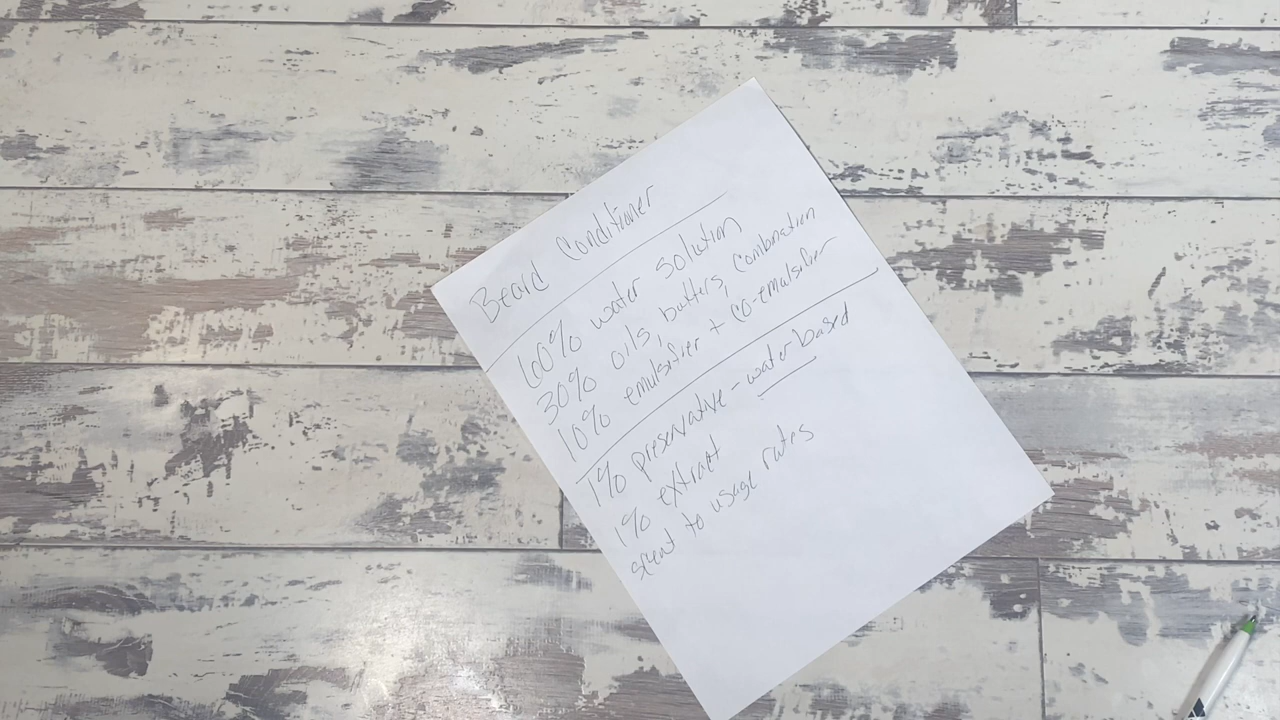 Beard Conditioner
60% water solution
30% oils, butters, combination
10% emulsifier + co-emulsifier
1% preservative - water based
1% extract
scent to usage rates